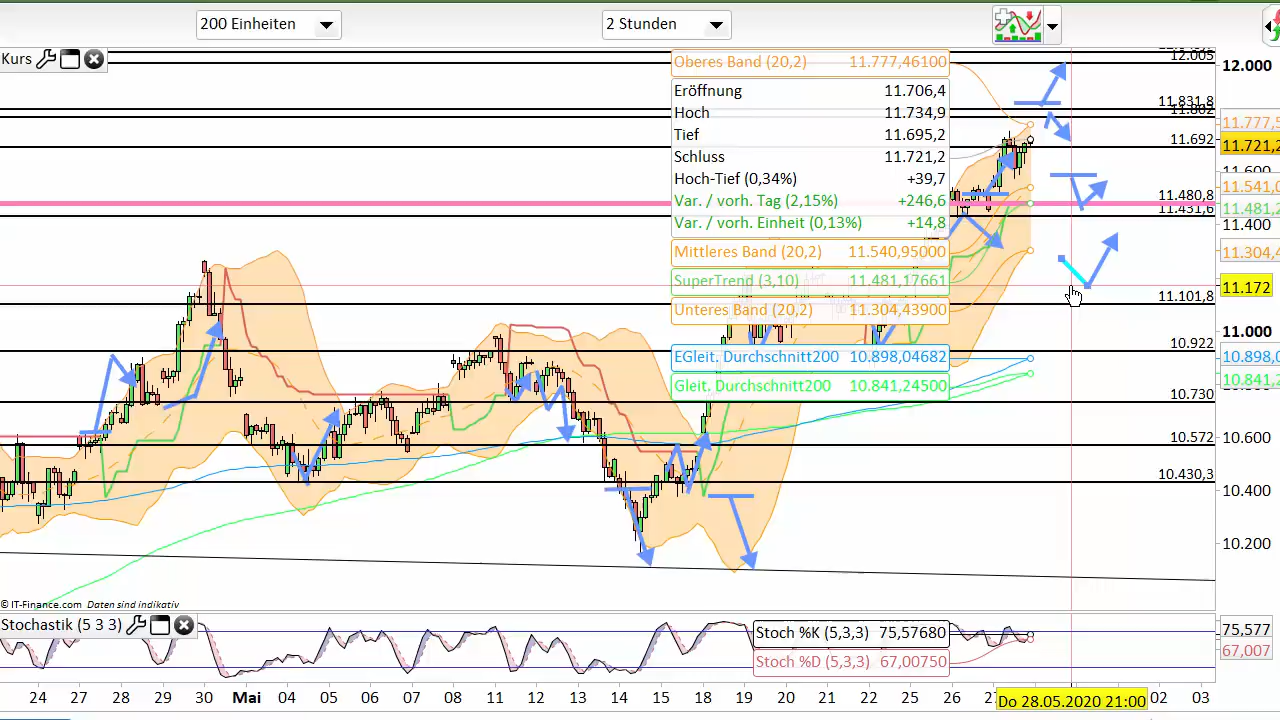 200 Einheiten
2 Stunden
Kurs
Oberes Band (20,2) 11.777,46100
Eröffnung 11.706,4
Hoch 11.734,9
Tief 11.695,2
Schluss 11.721,2
Hoch-Tief (0,34%) +39,7
Var. / vorh. Tag (2,15%) +246,6
Var. / vorh. Einheit (0,13%) +14,8
Mittleres Band (20,2) 11.540,95000
SuperTrend (3,10) 11.481,17661
Unteres Band (20,2) 11.304,43900
EGleit. Durchschnitt200 10.898,04682
Gleit. Durchschnitt200 10.841,24500
12.005
11.831,8
11.802
11.692
11.480,8
11.451,6
11.101,8
10.922
10.730
10.572
10.430,3
12.000
11.777,5
11.721,2
11.600
11.541,0
11.481,2
11.400
11.304,4
11.172
11.000
10.898,0
10.841,2
10.600
10.400
10.200
© IT-Finance.com Daten sind indikativ
Stochastik (5 3 3)
Stoch %K (5,3,3) 75,57680
Stoch %D (5,3,3) 67,00750
75,577
67,007
24 27 28 29 30 Mai 04 05 06 07 08 11 12 13 14 15 18 19 20 21 22 25 26 Do 28.05.2020 21:00 02 03